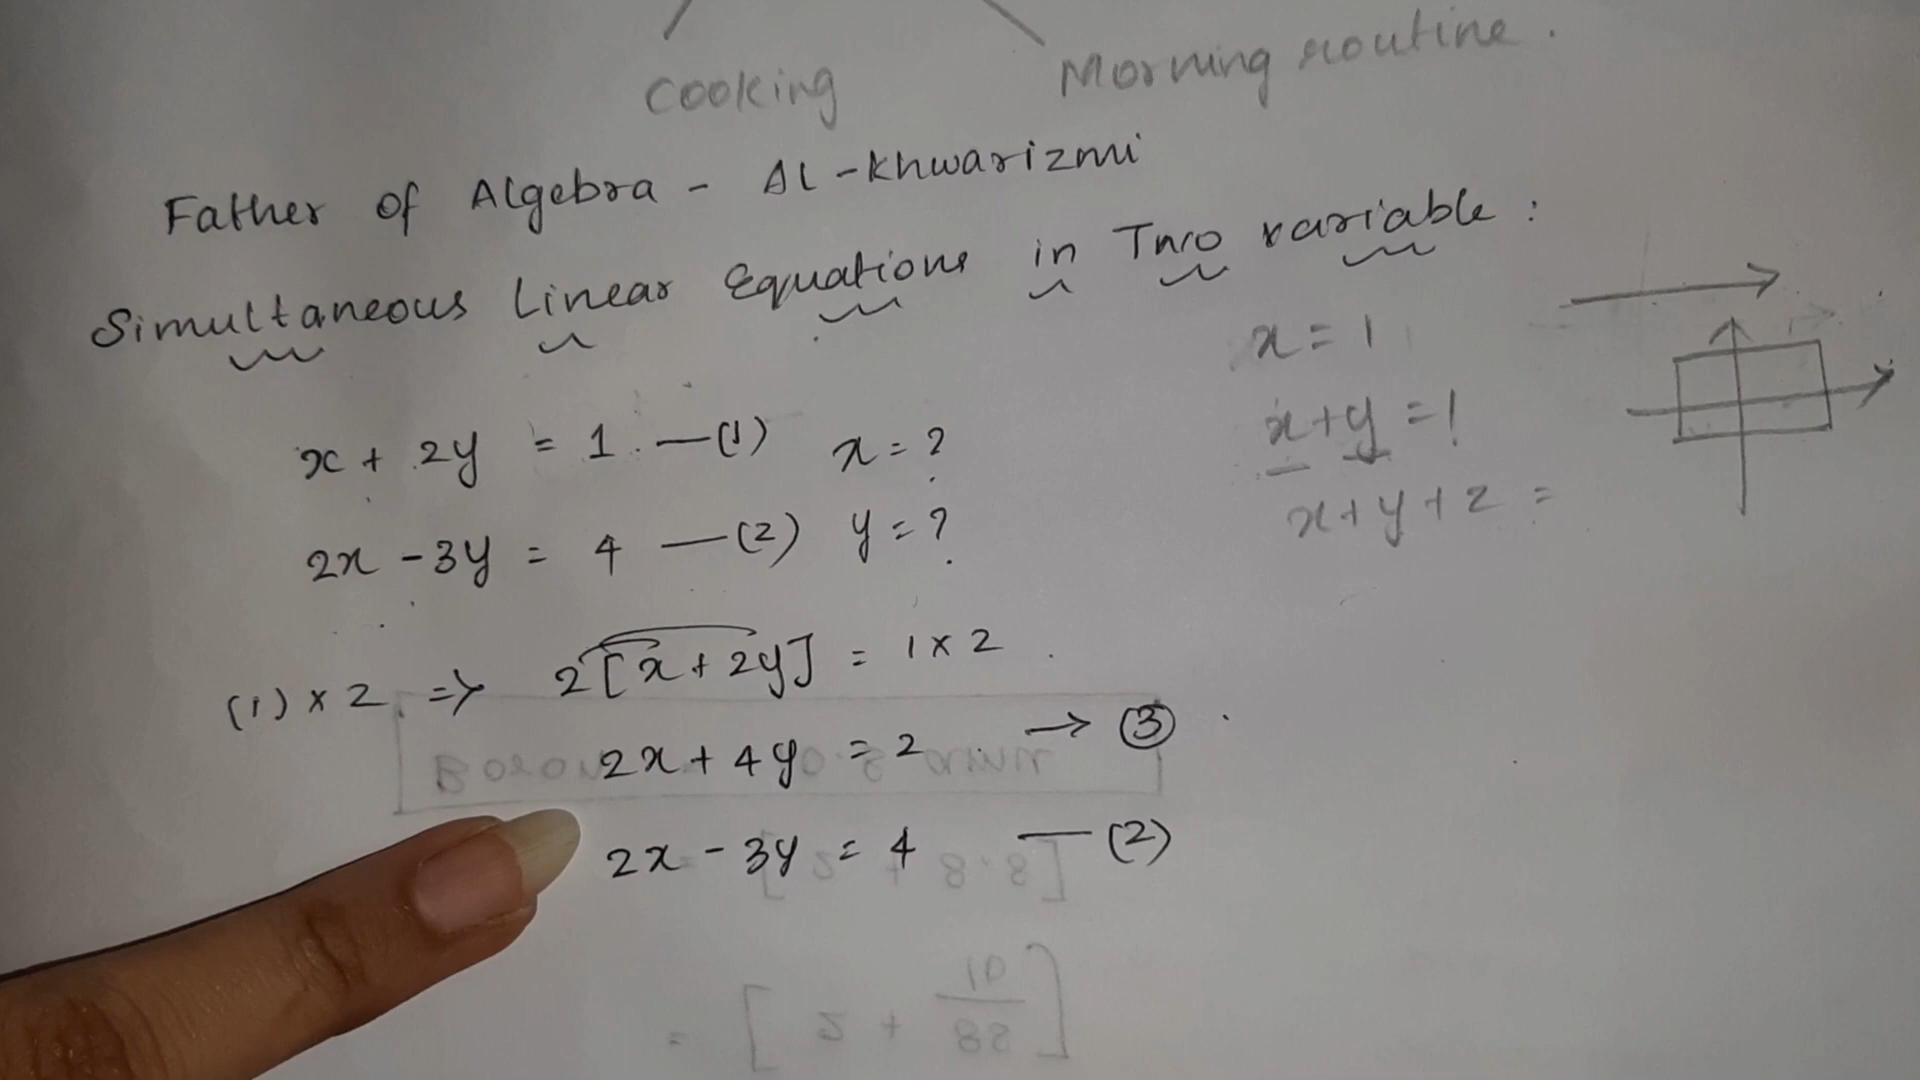 cooking
Morning routine.
Father of Algebra - AL-khwarizmi
Simultaneous Linear Equations in Two variable :
x + 2y = 1. —(1) x = ?
2x - 3y = 4 —(2) y = ?
x = 1
x+y = 1
x+y+z =
(1) × 2 => 2[x + 2y] = 1 × 2
2x + 4y = 2 → ③
2x - 3y = 4 —(2)